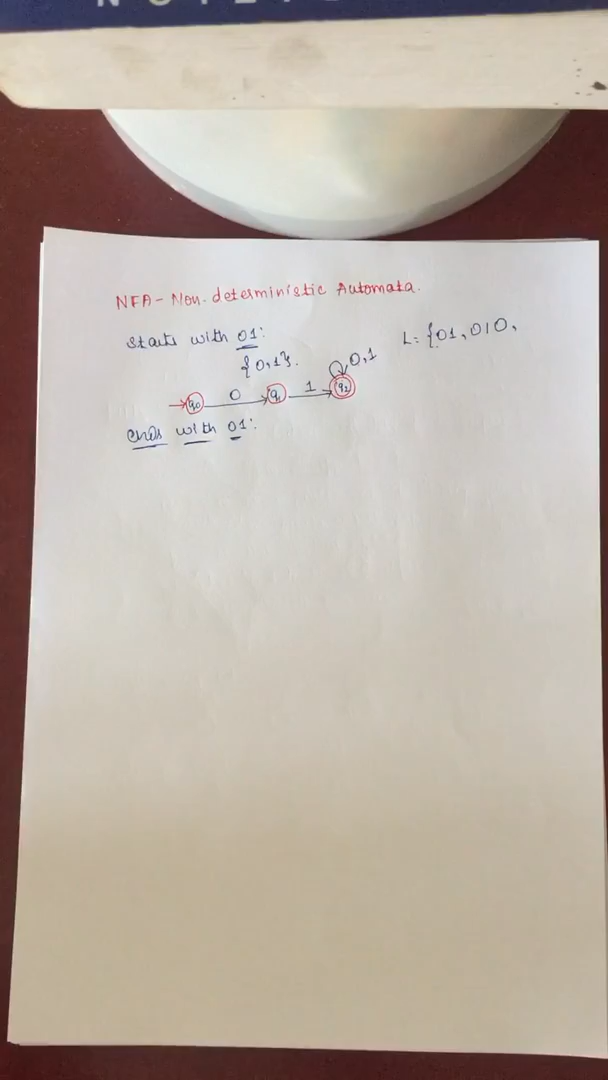 NFA - Non-deterministic Automata.
Starts with 01:
L = {01, 010,
{0,1}.
0,1
q0 0 q1 1 q2
ends with 01: